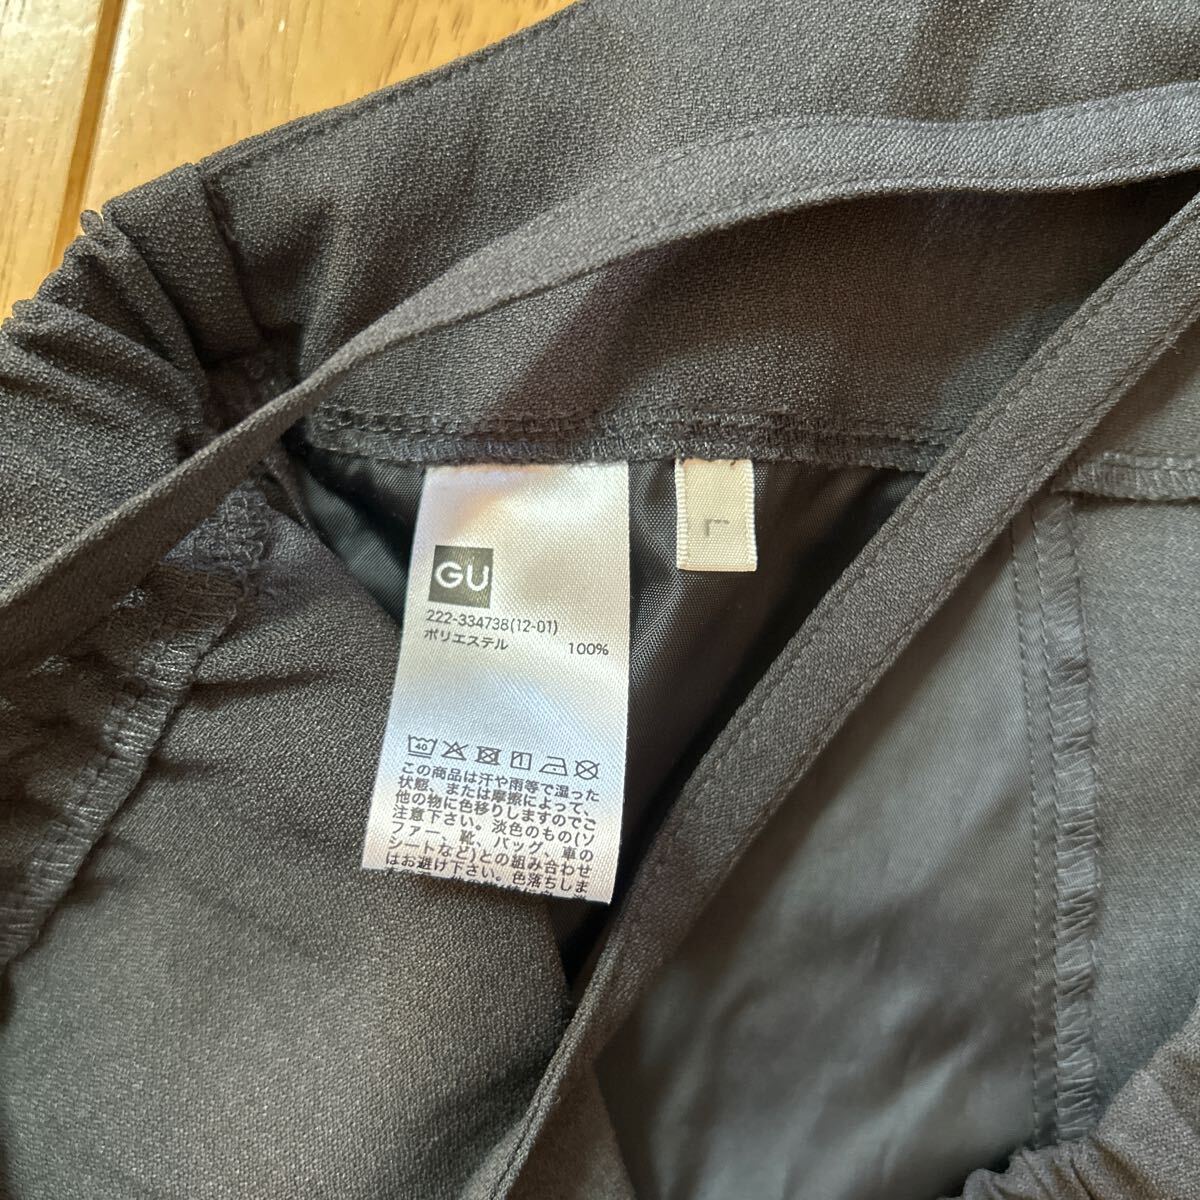 GU
222-334738(12-01)
ポリエステル 100%
40
この商品は汗や雨等で湿った
状態、または摩擦によって、
他の物に色移りしますのでご
注意下さい。淡色のもの(ソ
ファー、靴、バッグ、車の
シートなど)との組み合わせ
はお避け下さい。色落ちしま
L